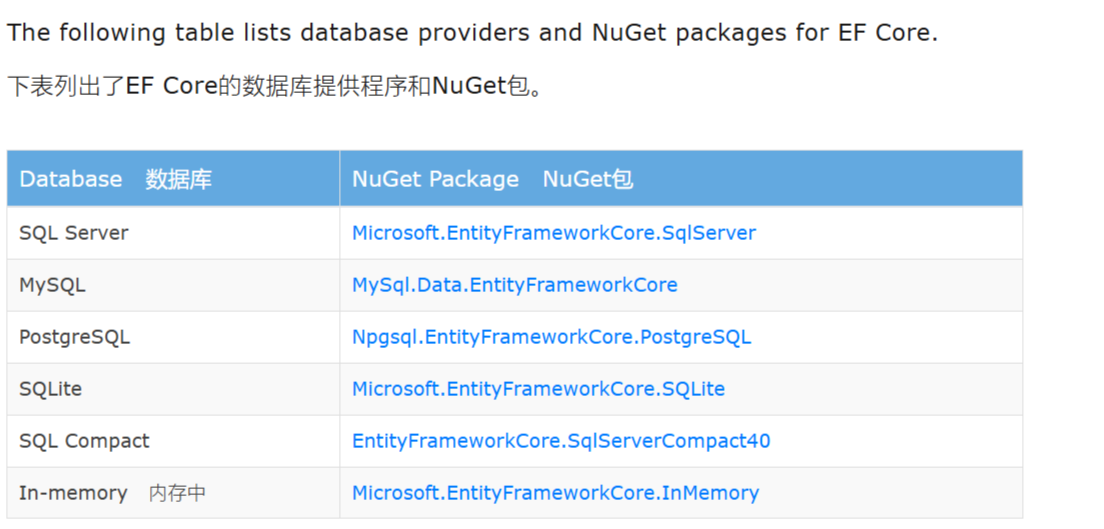 The following table lists database providers and NuGet packages for EF Core.
下表列出了EF Core的数据库提供程序和NuGet包。
Database 数据库 NuGet Package NuGet包
SQL Server Microsoft.EntityFrameworkCore.SqlServer
MySQL MySql.Data.EntityFrameworkCore
PostgreSQL Npgsql.EntityFrameworkCore.PostgreSQL
SQLite Microsoft.EntityFrameworkCore.SQLite
SQL Compact EntityFrameworkCore.SqlServerCompact40
In-memory 内存中 Microsoft.EntityFrameworkCore.InMemory